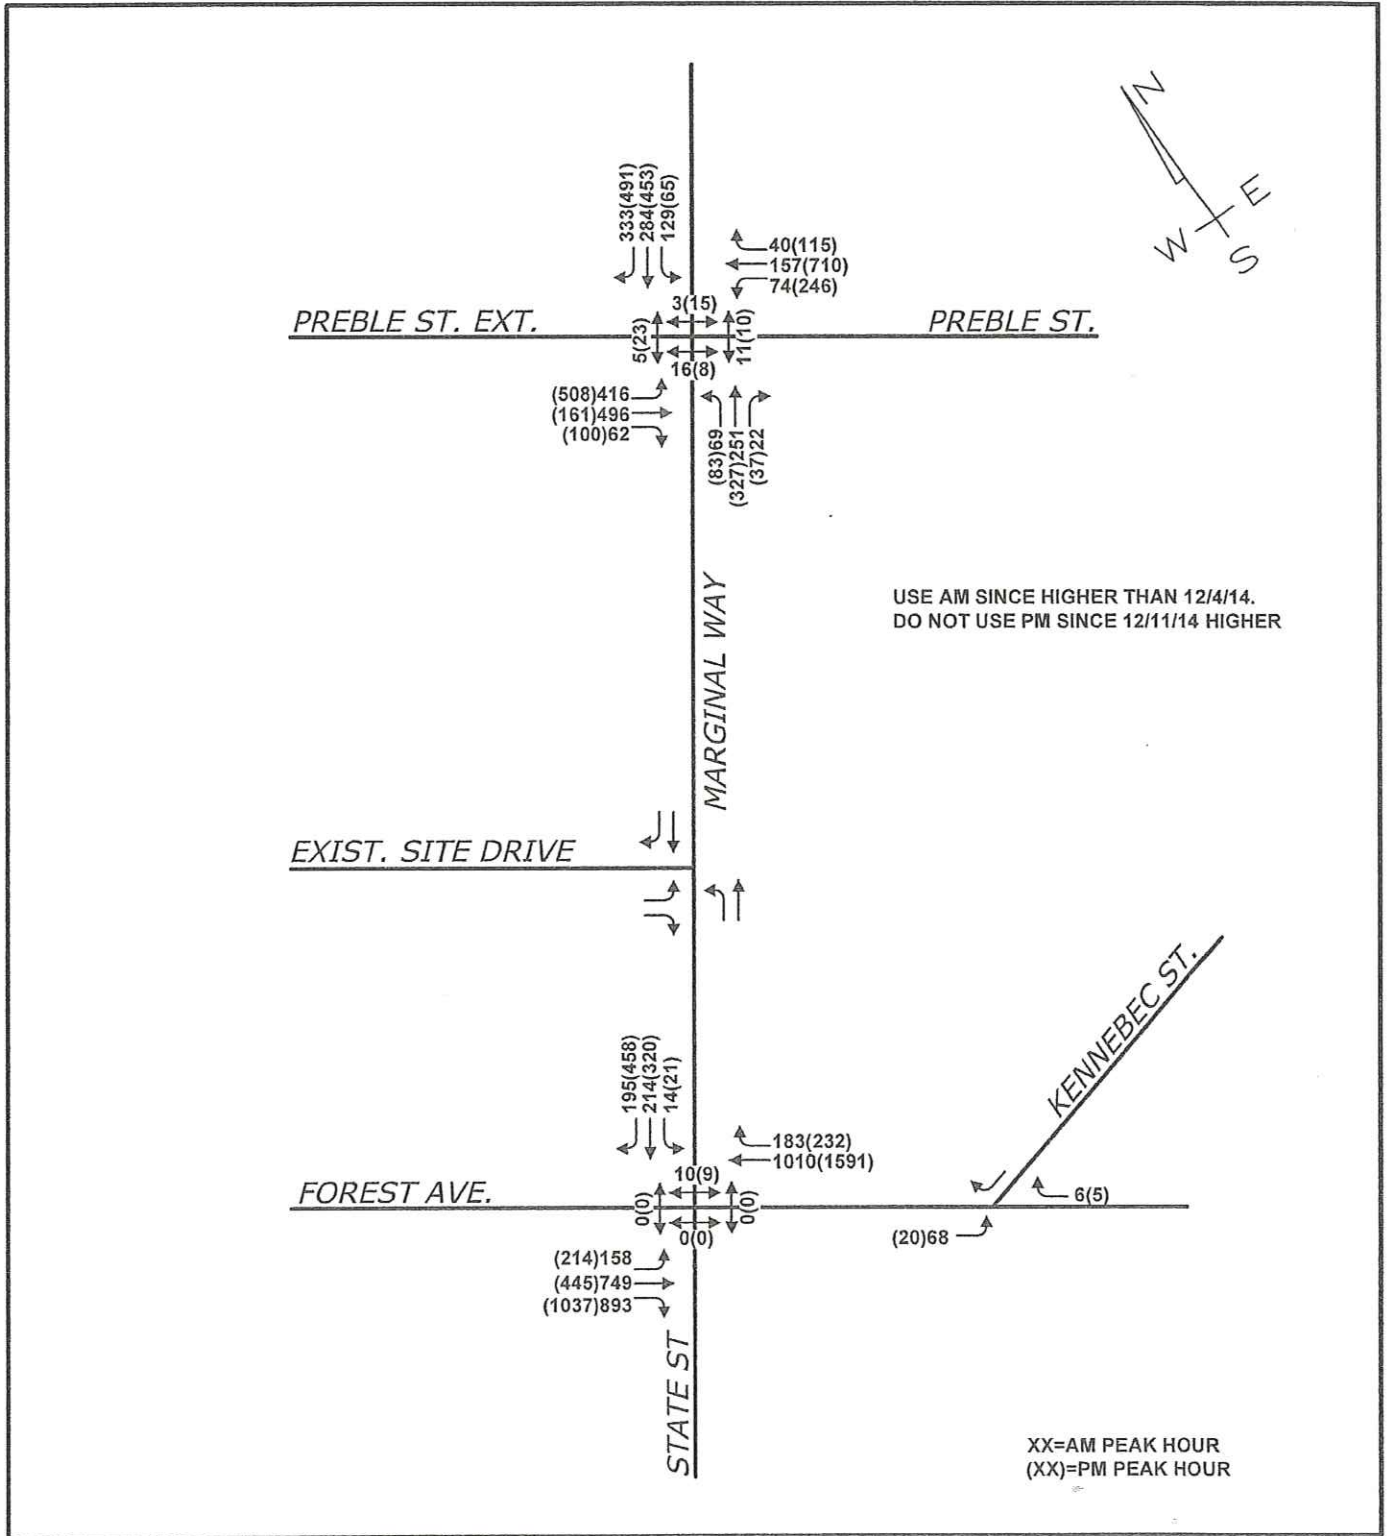 N
E
W
S
333(491)
284(453)
129(65)
40(115)
157(710)
74(246)
3(15)
PREBLE ST. EXT.
PREBLE ST.
5(23)
11(10)
16(8)
(508)416
(161)496
(100)62
(83)69
(327)251
(37)22
MARGINAL WAY
USE AM SINCE HIGHER THAN 12/4/14.
DO NOT USE PM SINCE 12/11/14 HIGHER
EXIST. SITE DRIVE
KENNEBEC ST.
195(458)
214(320)
14(21)
183(232)
1010(1591)
10(9)
FOREST AVE.
0(0)
0(0)
0(0)
6(5)
(20)68
(214)158
(445)749
(1037)893
STATE ST
XX=AM PEAK HOUR
(XX)=PM PEAK HOUR